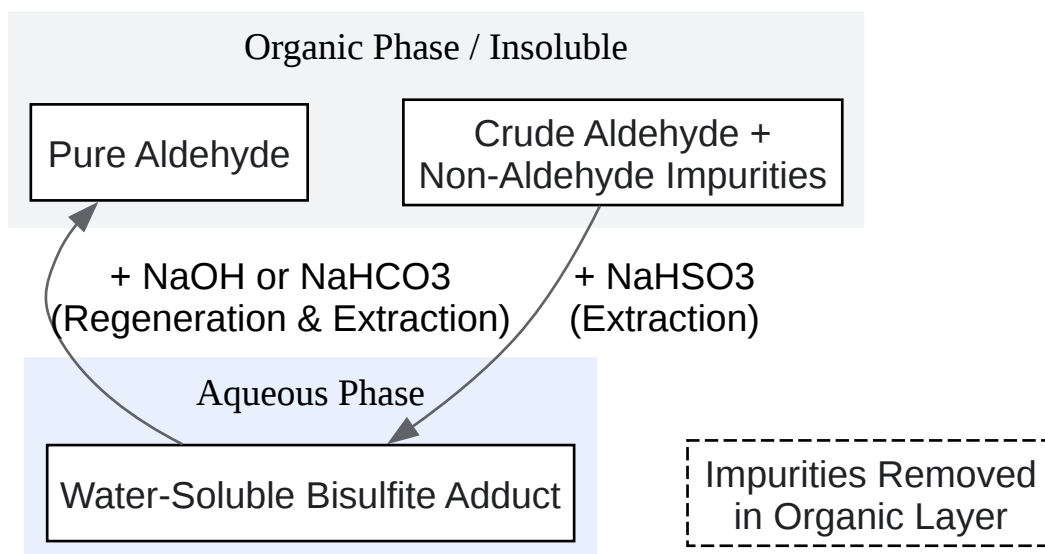 Organic Phase / Insoluble
Pure Aldehyde
Crude Aldehyde +
Non-Aldehyde Impurities
+ NaOH or NaHCO3
(Regeneration & Extraction)
+ NaHSO3
(Extraction)
Aqueous Phase
Water-Soluble Bisulfite Adduct
Impurities Removed
in Organic Layer